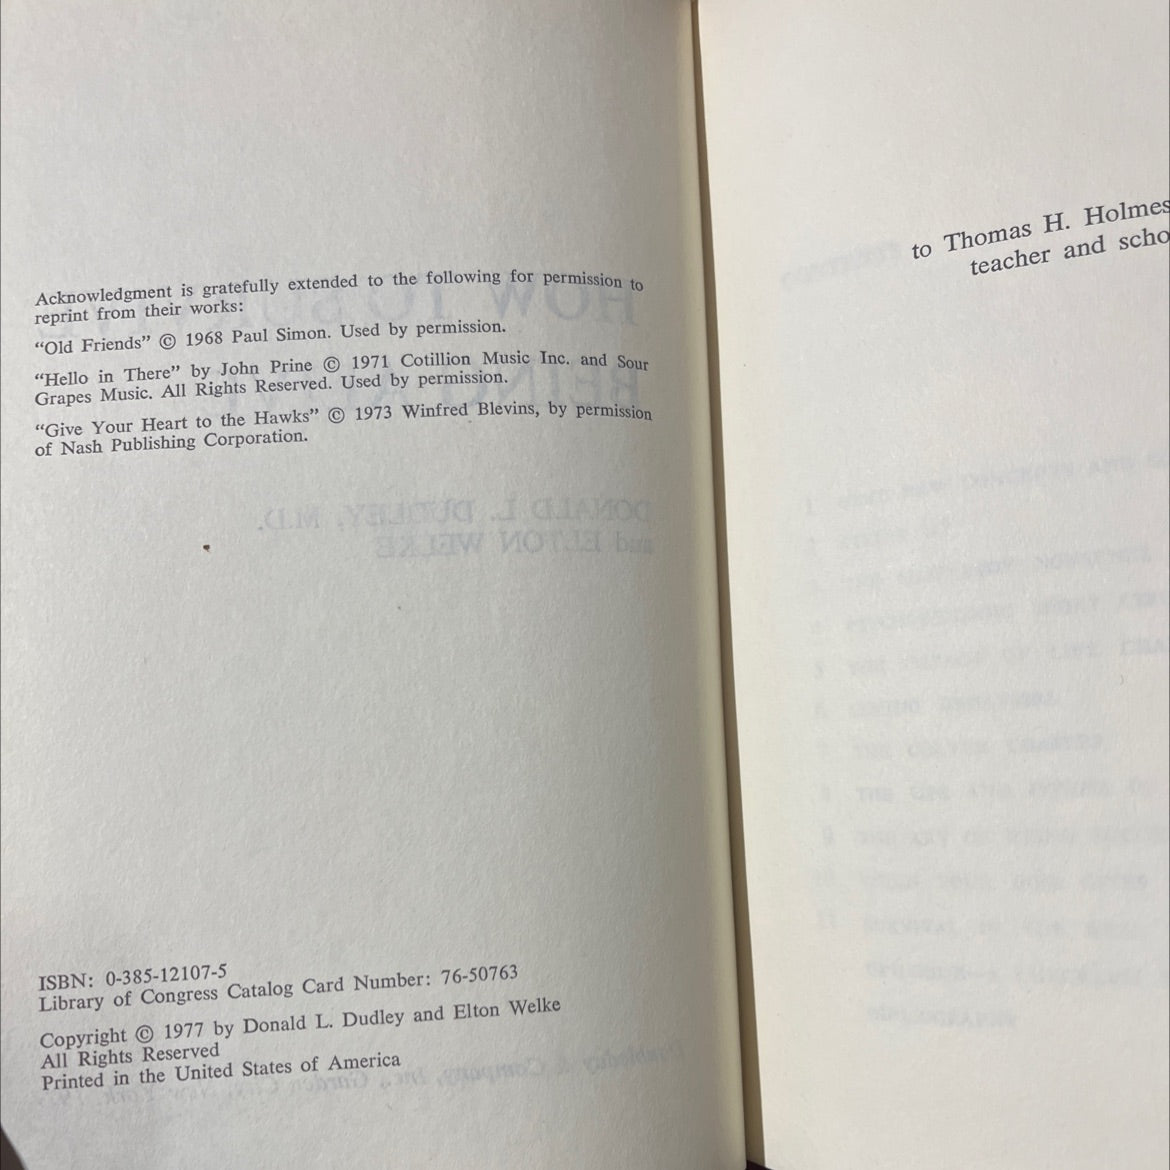 Acknowledgment is gratefully extended to the following for permission to
reprint from their works:
“Old Friends” © 1968 Paul Simon. Used by permission.
“Hello in There” by John Prine © 1971 Cotillion Music Inc. and Sour
Grapes Music. All Rights Reserved. Used by permission.
“Give Your Heart to the Hawks” © 1973 Winfred Blevins, by permission
of Nash Publishing Corporation.
ISBN: 0-385-12107-5
Library of Congress Catalog Card Number: 76-50763
Copyright © 1977 by Donald L. Dudley and Elton Welke
All Rights Reserved
Printed in the United States of America
to Thomas H. Holmes
teacher and scho